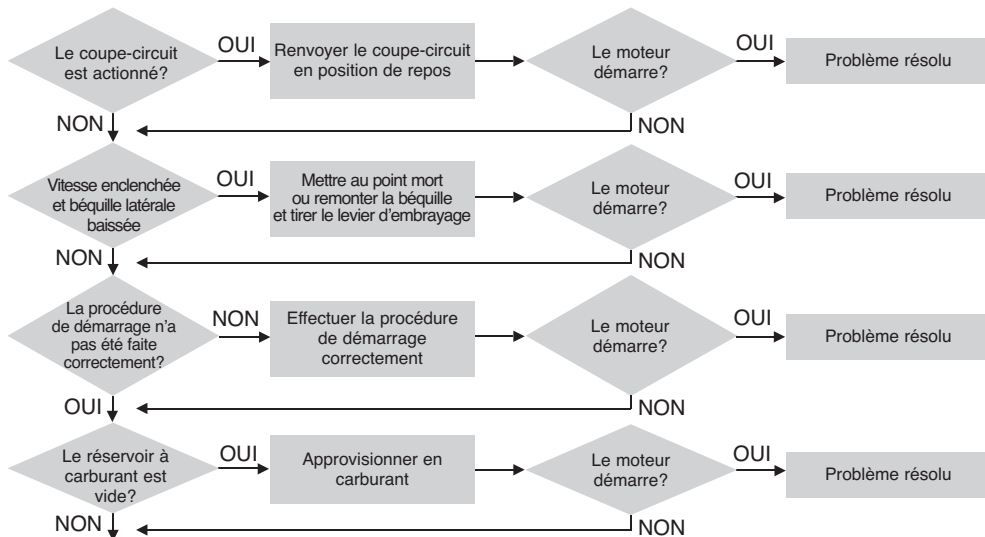 Le coupe-circuit
est actionné?
OUI
Renvoyer le coupe-circuit
en position de repos
Le moteur
démarre?
OUI
Problème résolu
NON
NON
Vitesse enclenchée
et béquille latérale
baissée
OUI
Mettre au point mort
ou remonter la béquille
et tirer le levier d'embrayage
Le moteur
démarre?
OUI
Problème résolu
NON
NON
La procédure
de démarrage n'a
pas été faite
correctement?
NON
Effectuer la procédure
de démarrage
correctement
Le moteur
démarre?
OUI
Problème résolu
OUI
NON
Le réservoir à
carburant est
vide?
OUI
Approvisionner en
carburant
Le moteur
démarre?
OUI
Problème résolu
NON
NON